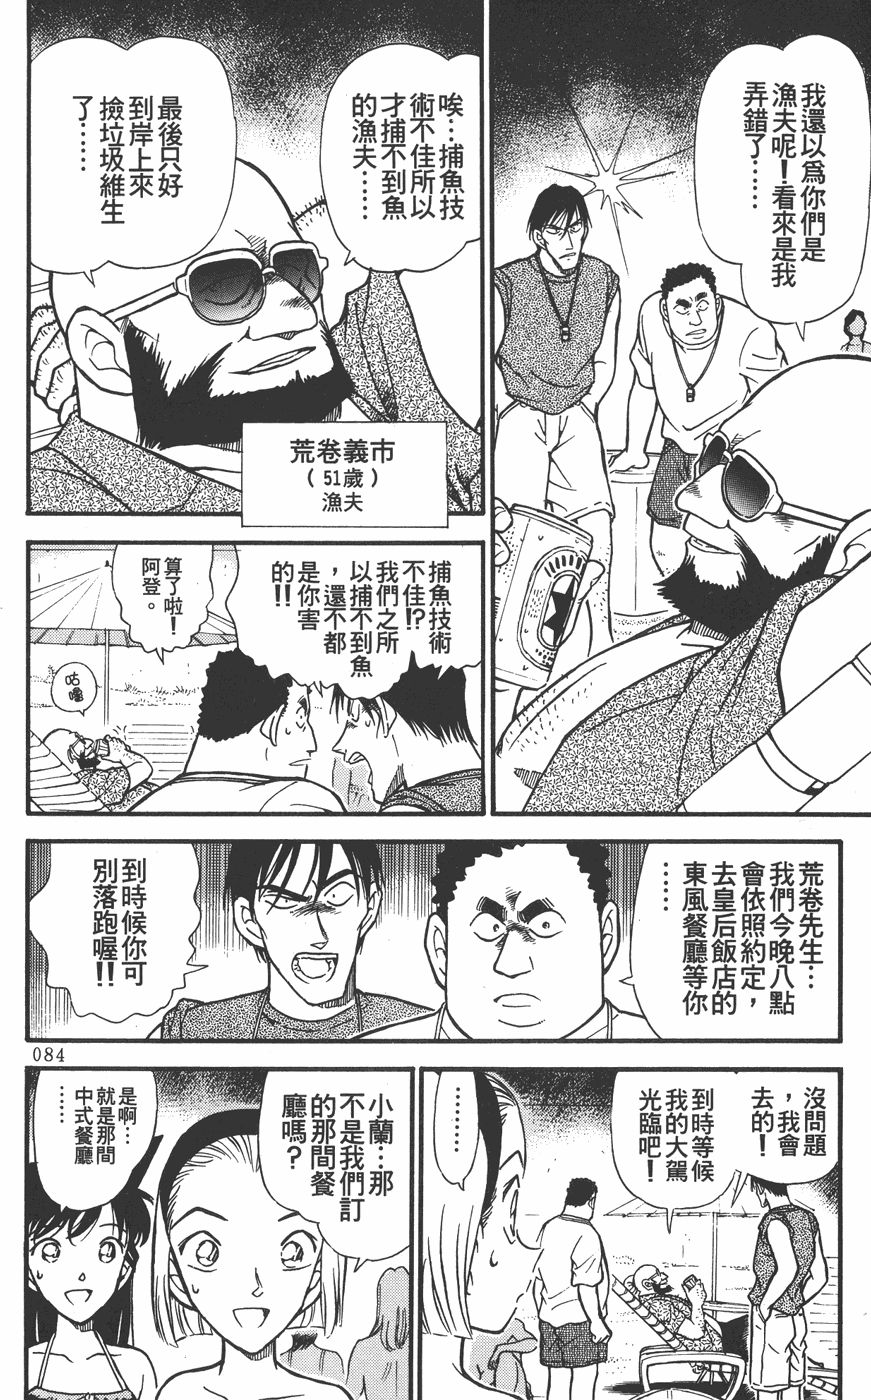 我還以為你們是
漁夫呢！看來是我
弄錯了……
唉…捕魚技
術不佳所以
才捕不到魚
的漁夫……
最後只好
到岸上來
撿垃圾維生
了……
荒卷義市
(51歲)
漁夫
捕魚技術
不佳!?
我們之所
以捕不到魚
，還不都
是你害
的!!
算了啦！
阿登。
咕嚕
荒卷先生…
我們今晚八點
會依照約定，
去皇后飯店的
東風餐廳等你
……
到時候你可
別落跑喔!!
084
沒問題
，我會
去的！
到時等候
我的大駕
光臨吧！
……
小蘭…那
不是我們訂
的那間餐
廳嗎？
是啊…
就是那間
中式餐廳
……